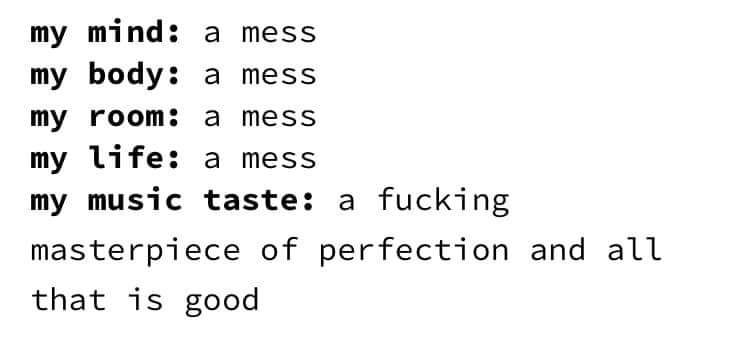 my mind: a mess
my body: a mess
my room: a mess
my life: a mess
my music taste: a fucking
masterpiece of perfection and all
that is good